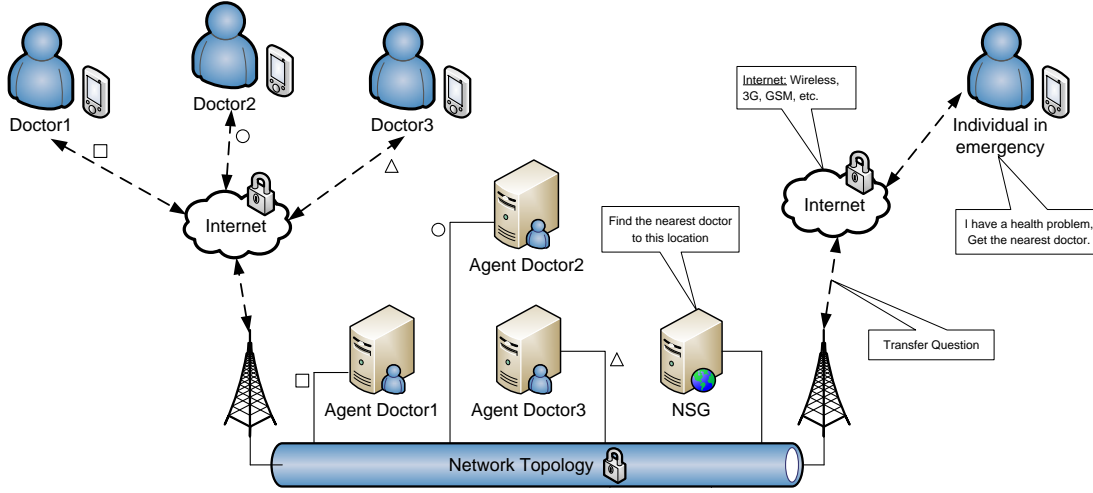 Doctor1
Doctor2
Doctor3
Internet
Internet: Wireless,
3G, GSM, etc.
Individual in
emergency
Internet
I have a health problem,
Get the nearest doctor.
Find the nearest doctor
to this location
Agent Doctor2
Transfer Question
Agent Doctor1
Agent Doctor3
NSG
Network Topology